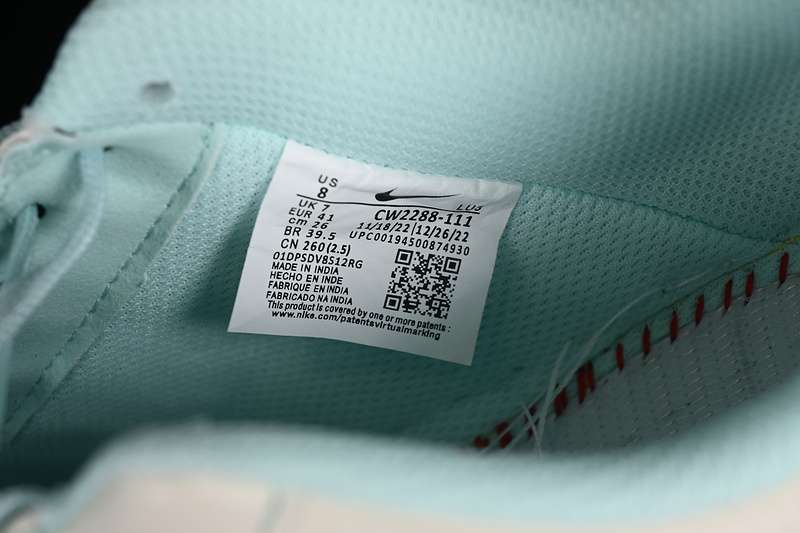 US
8
UK 7
EUR 41
cm 26
BR 39.5
CN 260 (2.5)
01DPSDV8S12RG
MADE IN INDIA
HECHO EN INDE
FABRIQUE EN INDIA
FABRICADO NA INDIA
This product is covered by one or more patents :
www.nike.com/patentsvirtualmarking
CW2288-111
11/18/22 | 12/26/22
UPC00194500874930